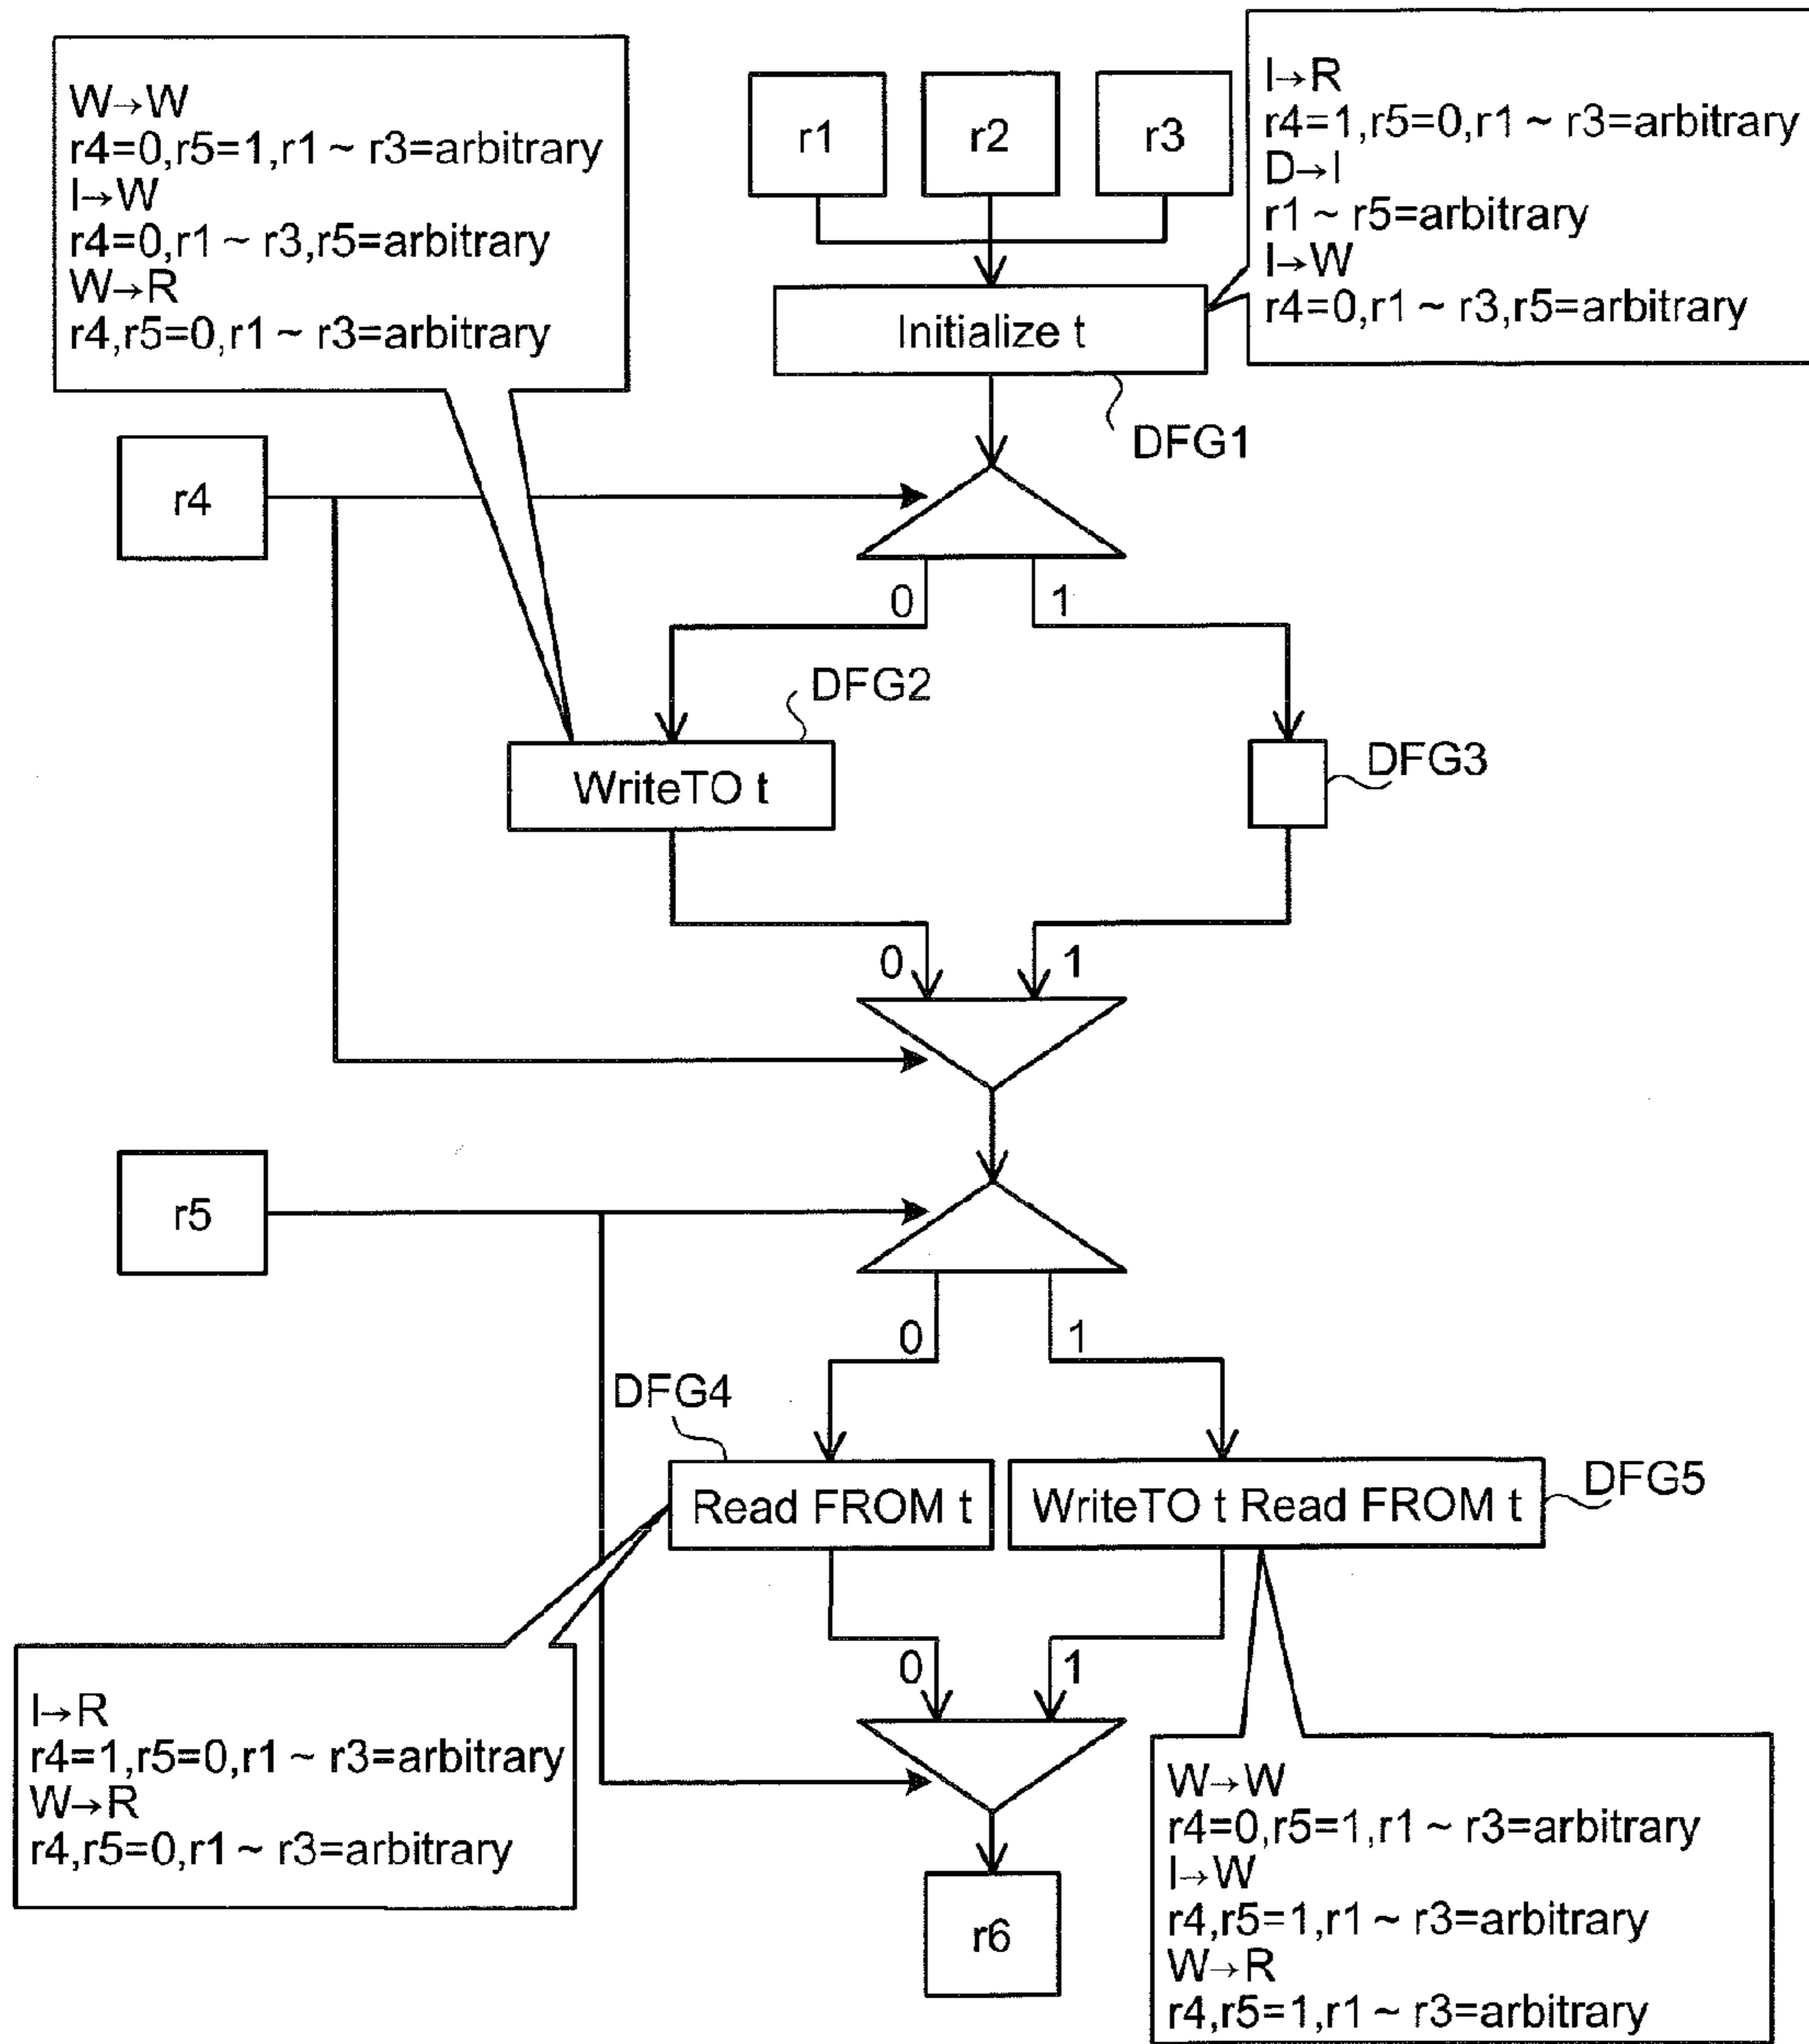 W→W
r4=0,r5=1,r1 ~ r3=arbitrary
I→W
r4=0,r1 ~ r3,r5=arbitrary
W→R
r4,r5=0,r1 ~ r3=arbitrary
r1
r2
r3
I→R
r4=1,r5=0,r1 ~ r3=arbitrary
D→I
r1 ~ r5=arbitrary
I→W
r4=0,r1 ~ r3,r5=arbitrary
Initialize t
DFG1
r4
0
1
DFG2
WriteTO t
DFG3
0
1
r5
0
1
DFG4
Read FROM t
WriteTO t Read FROM t
DFG5
0
1
I→R
r4=1,r5=0,r1 ~ r3=arbitrary
W→R
r4,r5=0,r1 ~ r3=arbitrary
r6
W→W
r4=0,r5=1,r1 ~ r3=arbitrary
I→W
r4,r5=1,r1 ~ r3=arbitrary
W→R
r4,r5=1,r1 ~ r3=arbitrary